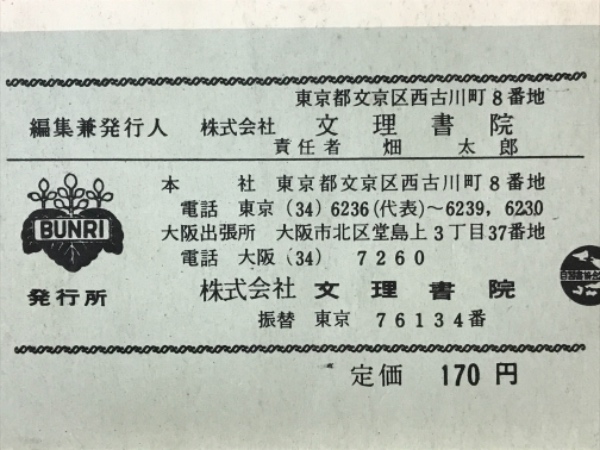 東京都文京区西古川町8番地
編集兼発行人 株式会社 文理書院
責任者 畑 太郎
BUNRI
発行所
本 社 東京都文京区西古川町8番地
電話 東京 (34) 6236(代表)~6239, 6230
大阪出張所 大阪市北区堂島上3丁目37番地
電話 大阪 (34) 7260
株式会社 文理書院
振替 東京 76134番
定価 170円